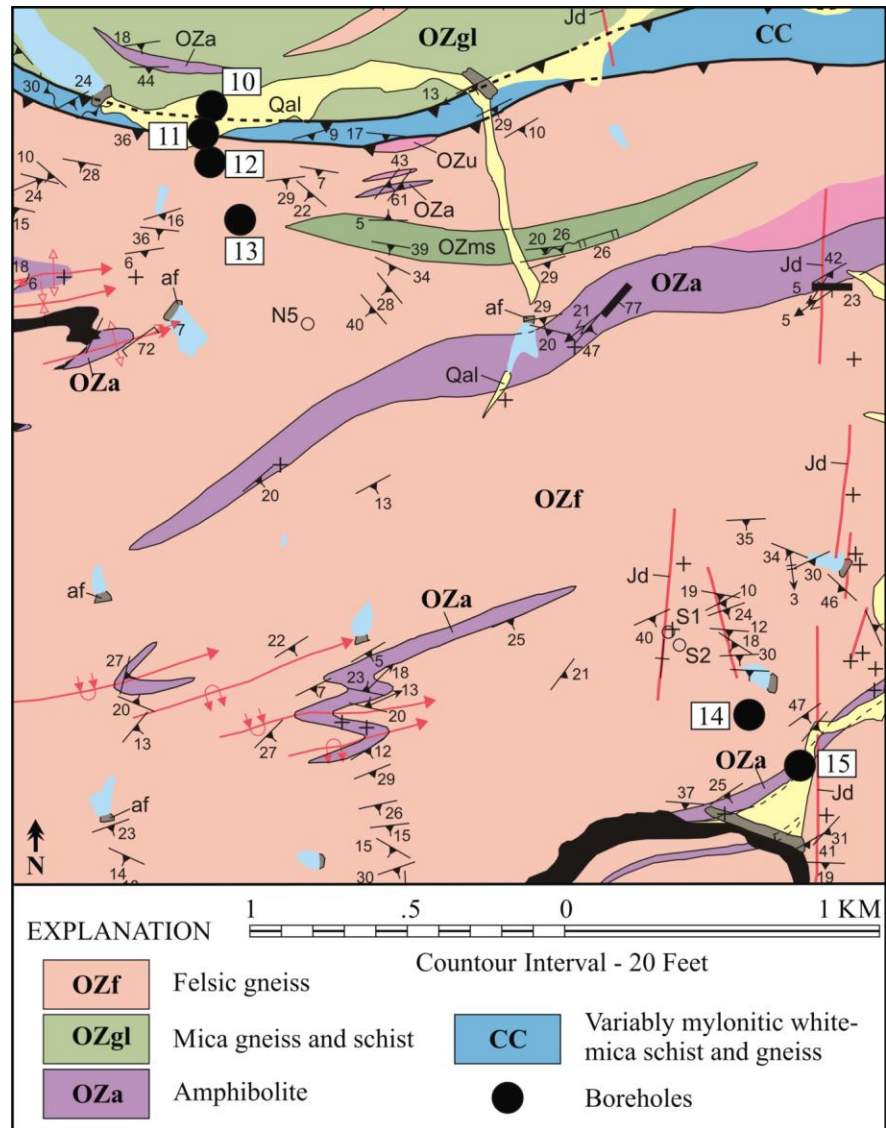 Jd
18
OZa
OZgl
CC
44
10
30
24
13
Qal
11
29
10
36
9
17
12
OZu
10
28
43
7
24
29
22
61
OZa
15
16
13
5
36
OZms
39
20
26
26
6
34
29
18
6
OZa
Jd
42
af
28
N5
40
29
21
77
5
23
5
7
72
af
20
47
OZa
Qal
20
13
OZf
Jd
35
34
30
Jd
3
46
af
OZa
19
10
24
S1
40
12
18
S2
30
22
5
25
27
18
23
21
7
13
20
20
13
27
14
47
12
OZa
15
29
25
Jd
af
37
23
26
31
15
41
N
14
15
30
19
1 .5 0 1 KM
EXPLANATION
Countour Interval - 20 Feet
OZf Felsic gneiss
OZgl Mica gneiss and schist
CC Variably mylonitic white-
mica schist and gneiss
OZa Amphibolite
Boreholes